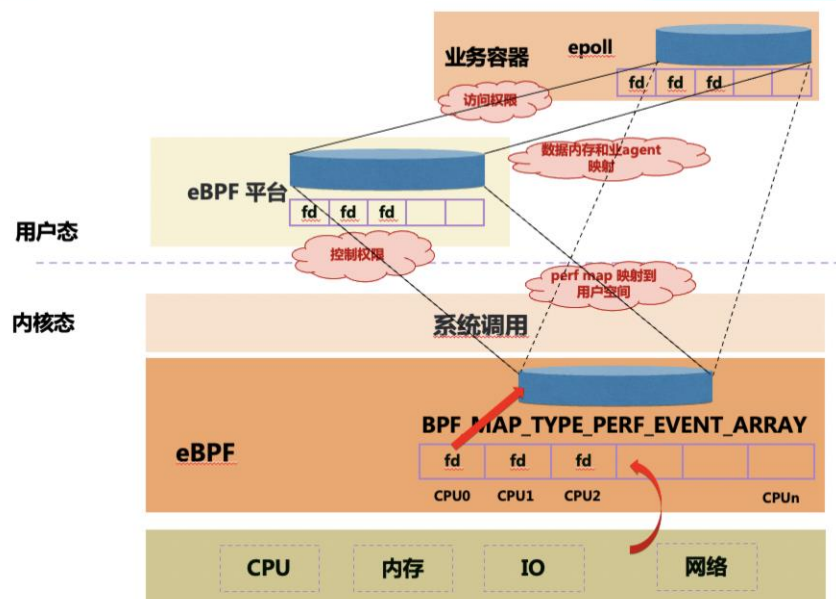 业务容器
epoll
fd fd fd
访问权限
数据内存和业agent
映射
eBPF 平台
fd fd fd
用户态
控制权限
perf map 映射到
用户空间
内核态
系统调用
BPF_MAP_TYPE_PERF_EVENT_ARRAY
eBPF
fd fd fd
CPU0 CPU1 CPU2 CPUn
CPU 内存 IO 网络